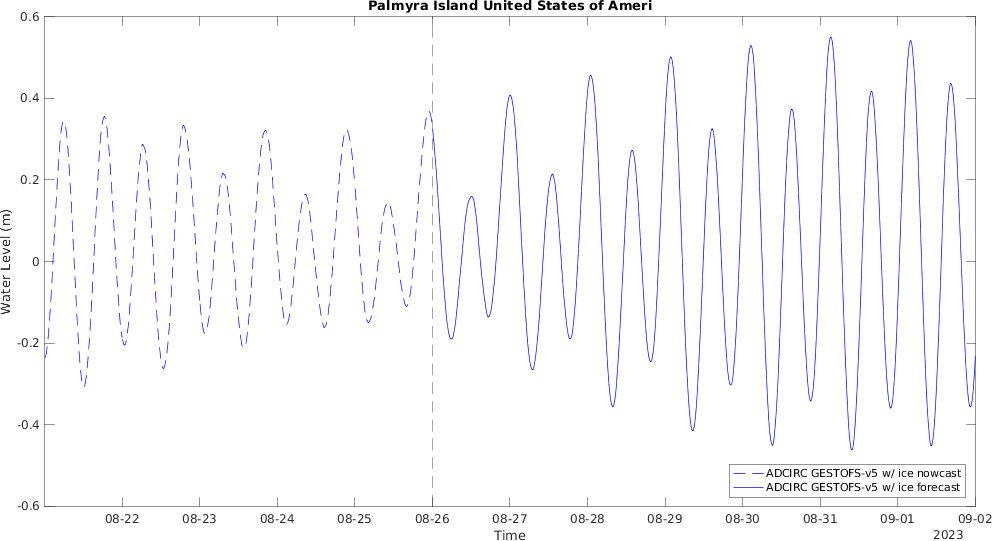 Palmyra Island United States of Ameri
0.6
0.4
0.2
0
-0.2
-0.4
-0.6
Water Level (m)
ADCIRC GESTOFS-v5 w/ ice nowcast
ADCIRC GESTOFS-v5 w/ ice forecast
08-22 08-23 08-24 08-25 08-26 08-27 08-28 08-29 08-30 08-31 09-01 09-02
Time
2023